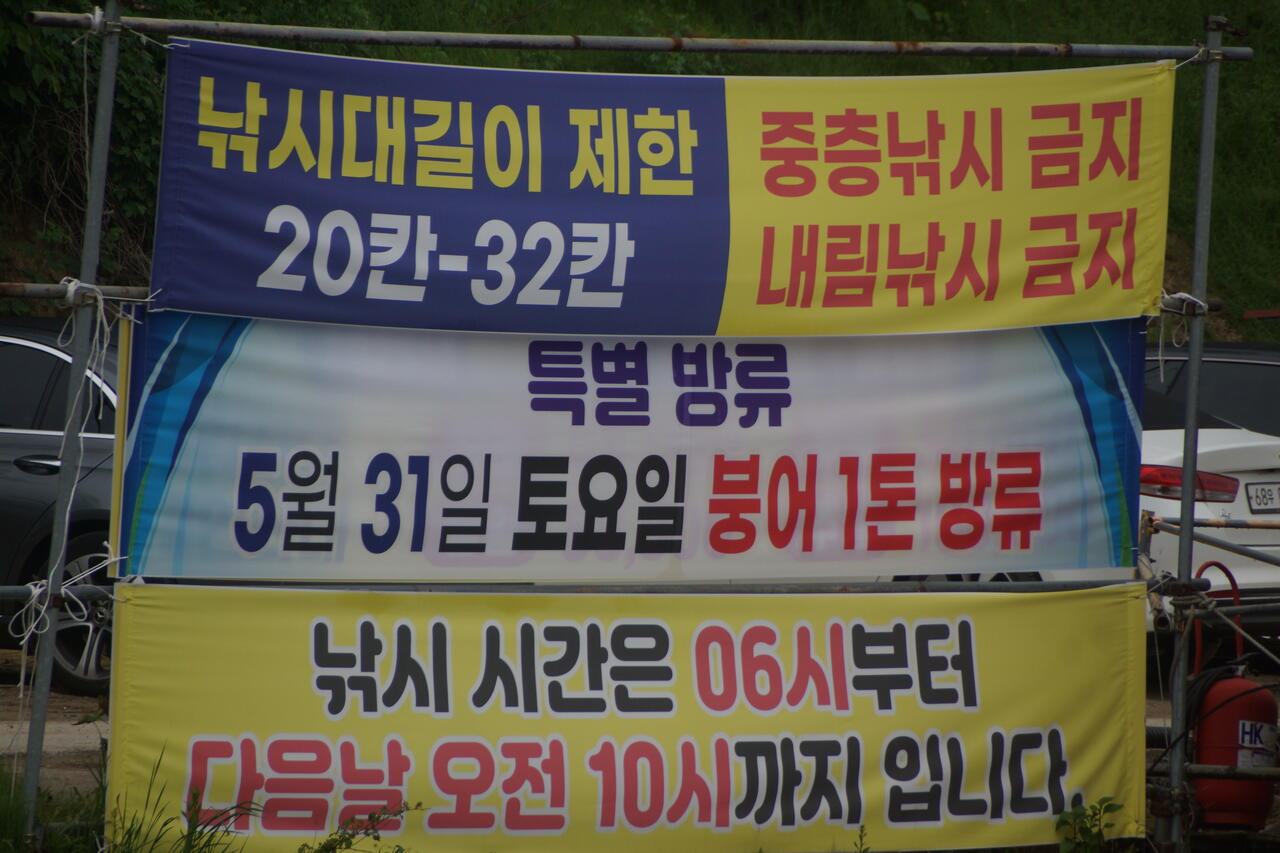 낚시대길이 제한
20칸-32칸
중층낚시 금지
내림낚시 금지
특별 방류
5월 31일 토요일 붕어 1톤 방류
낚시 시간은 06시부터
다음날 오전 10시까지 입니다.
HK